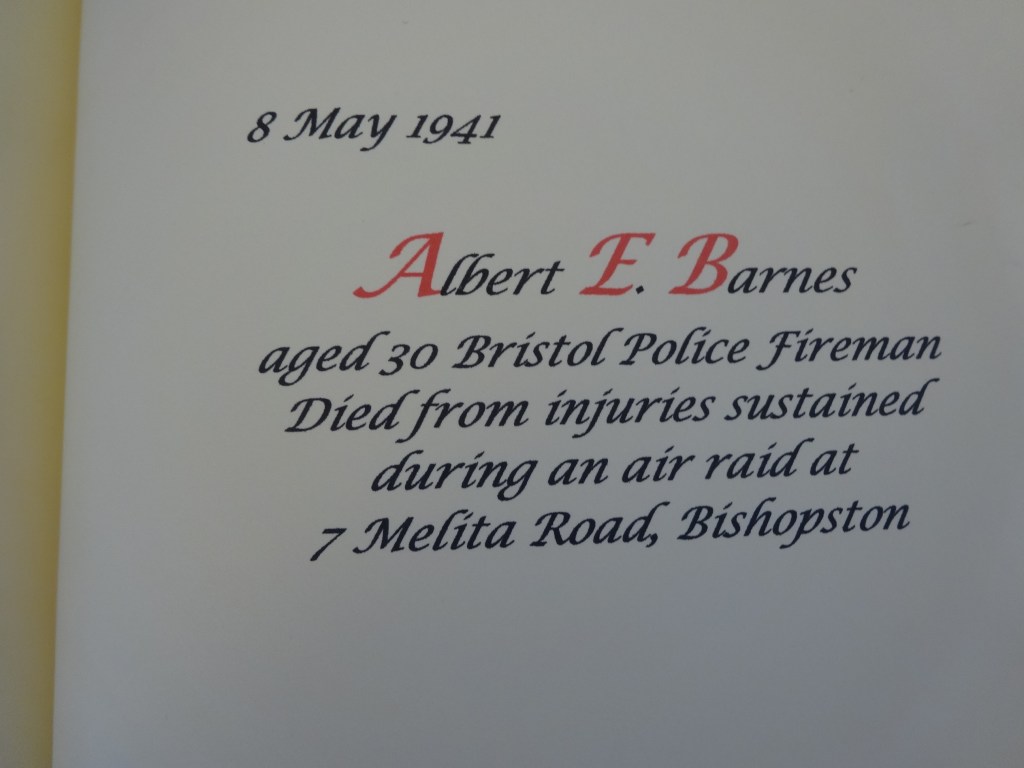 8 May 1941
Albert E. Barnes
aged 30 Bristol Police Fireman
Died from injuries sustained
during an air raid at
7 Melita Road, Bishopston